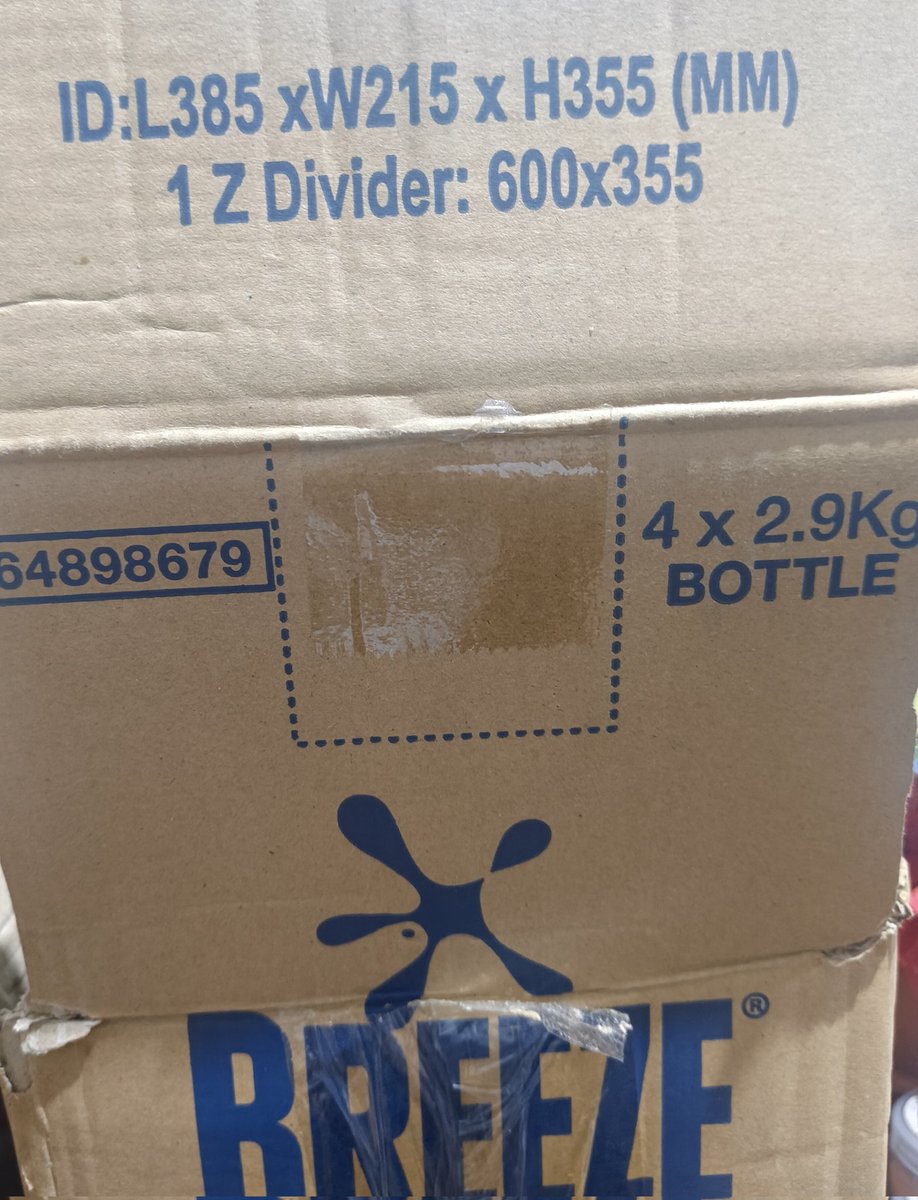 ID:L385 xW215 x H355 (MM)
1 Z Divider: 600x355
64898679
4 x 2.9Kg
BOTTLE
BREEZE®